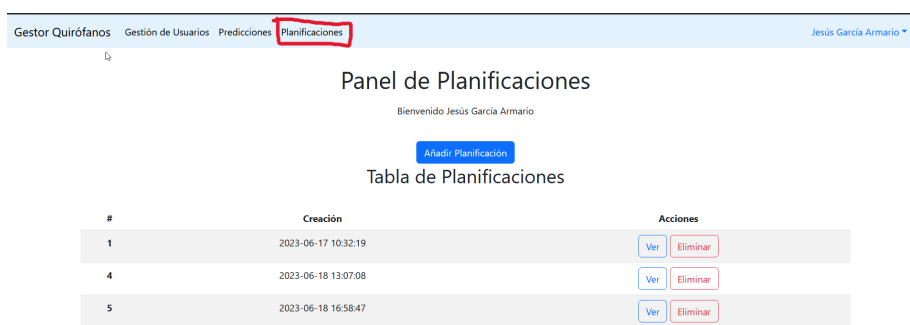 Gestor Quirófanos Gestión de Usuarios Predicciones Planificaciones Jesús García Armario
Panel de Planificaciones
Bienvenido Jesús García Armario
Añadir Planificación
Tabla de Planificaciones
# Creación Acciones
1 2023-06-17 10:32:19 Ver Eliminar
4 2023-06-18 13:07:08 Ver Eliminar
5 2023-06-18 16:58:47 Ver Eliminar